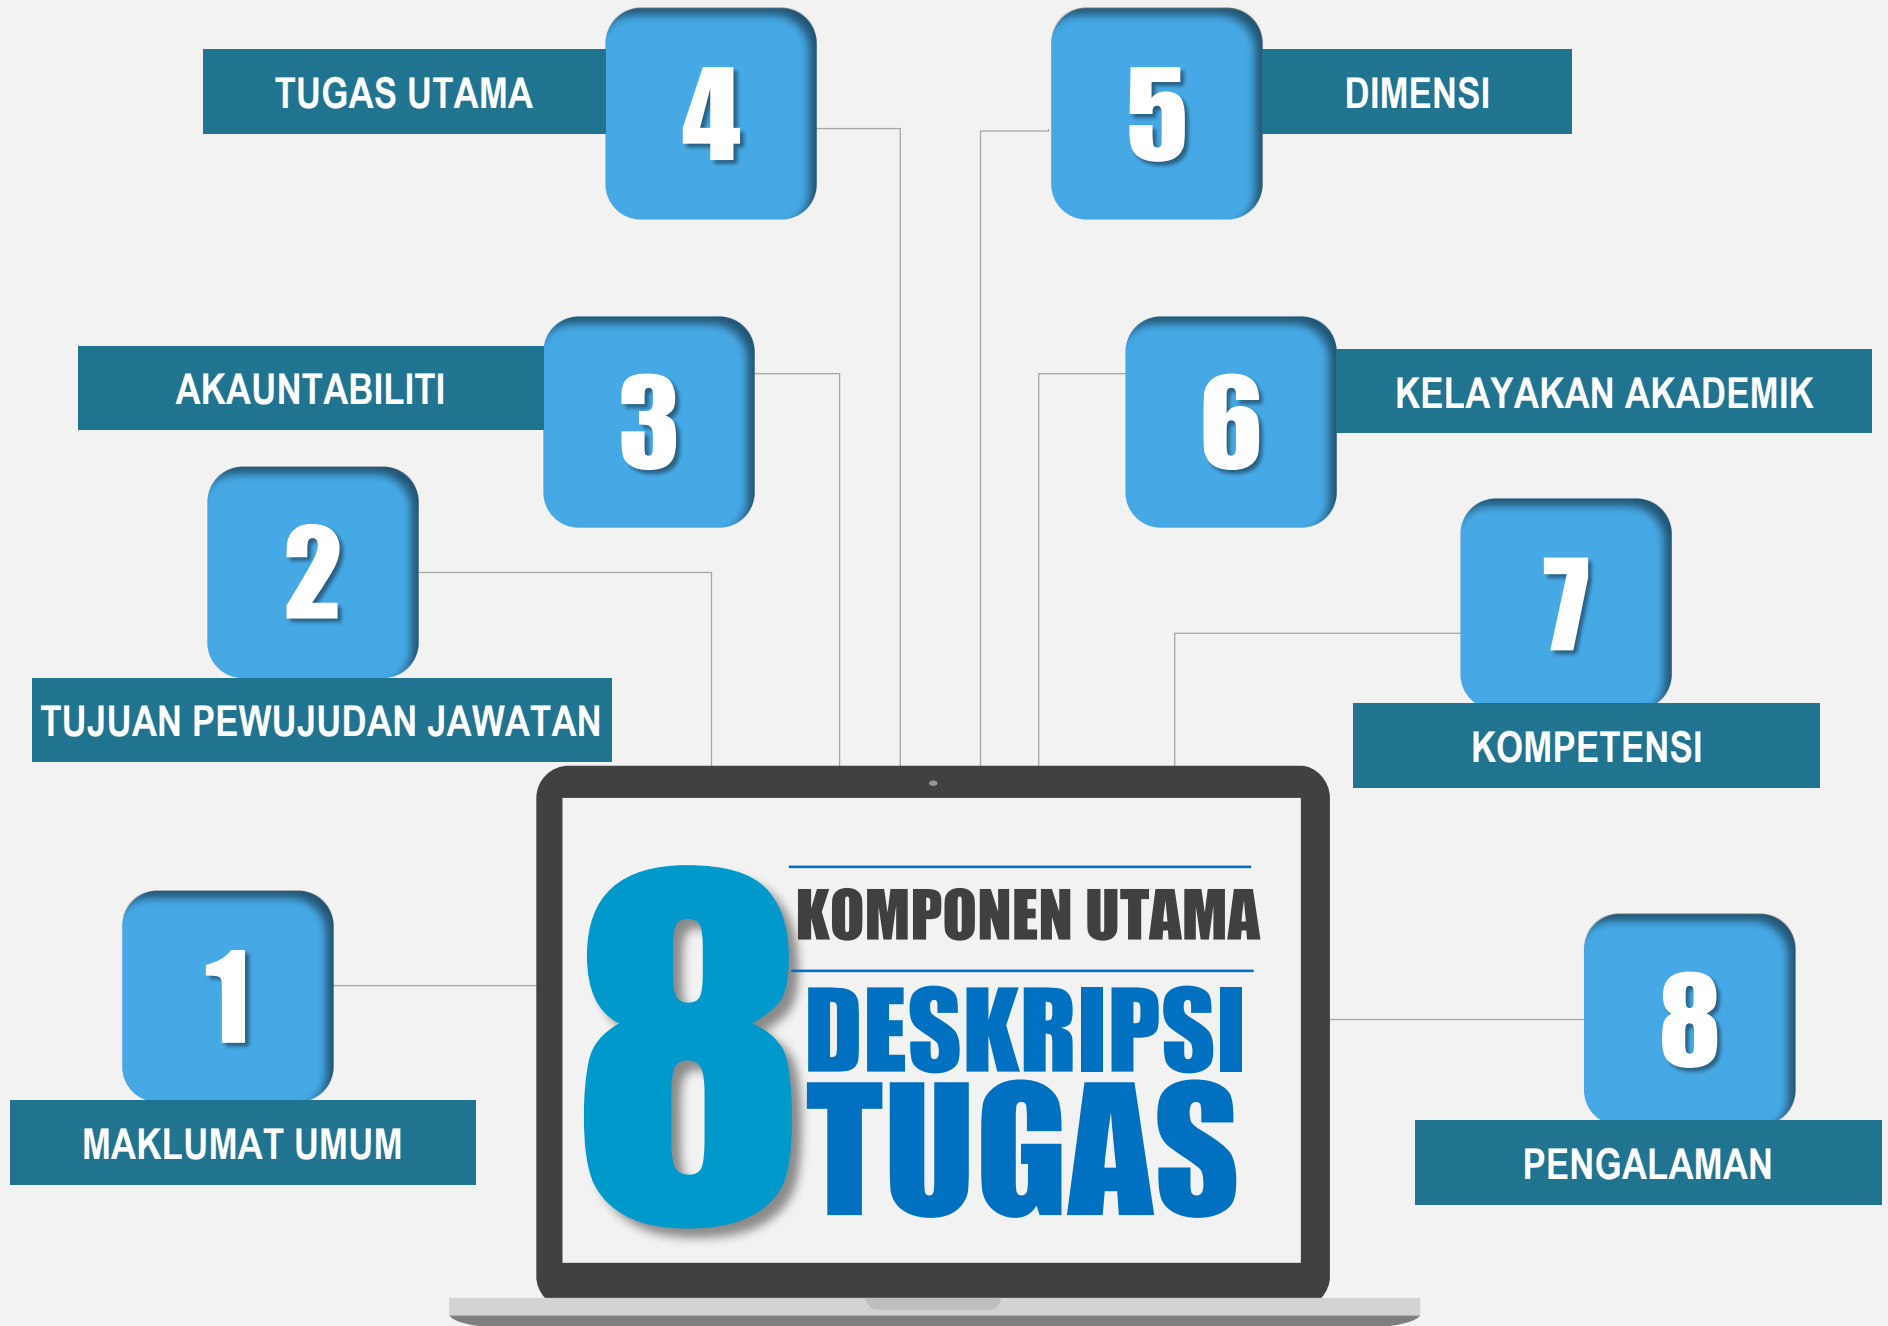 8
KOMPONEN UTAMA
DESKRIPSI
TUGAS
1
MAKLUMAT UMUM
2
TUJUAN PEWUJUDAN JAWATAN
3
AKAUNTABILITI
4
TUGAS UTAMA
5
DIMENSI
6
KELAYAKAN AKADEMIK
7
KOMPETENSI
8
PENGALAMAN